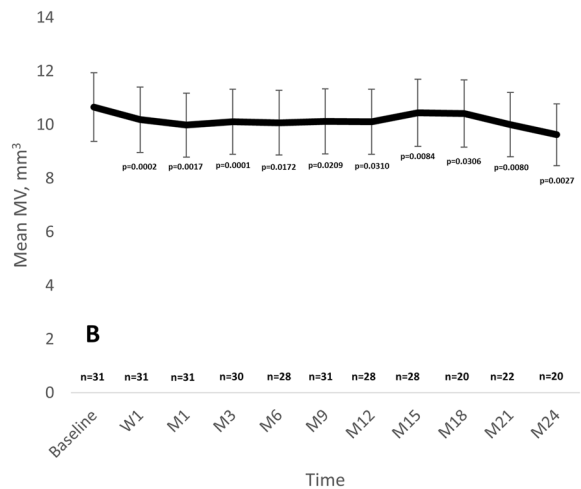 14
12
10
8
6
4
2
0
Mean MV, mm³
p=0.0002 p=0.0017 p=0.0001 p=0.0172 p=0.0209 p=0.0310 p=0.0084 p=0.0306 p=0.0080 p=0.0027
B
n=31 n=31 n=31 n=30 n=28 n=31 n=28 n=28 n=20 n=22 n=20
Baseline W1 M1 M3 M6 M9 M12 M15 M18 M21 M24
Time